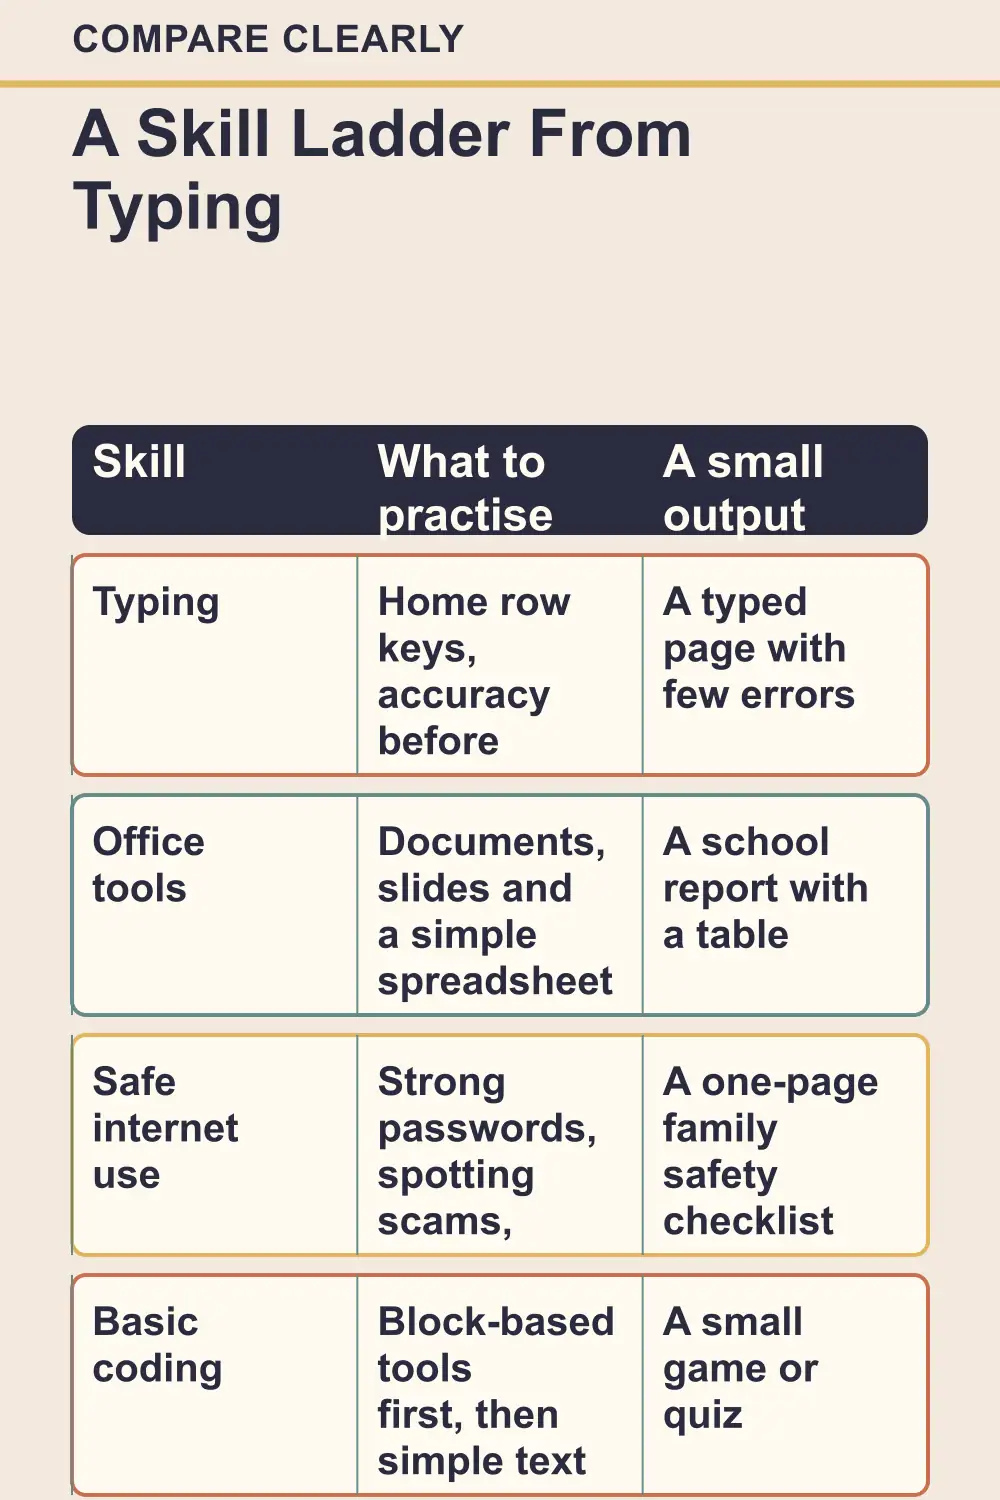 COMPARE CLEARLY
A Skill Ladder From
Typing
Skill
What to
practise
A small
output
Typing
Home row
keys,
accuracy
before
A typed
page with
few errors
Office
tools
Documents,
slides and
a simple
spreadsheet
A school
report with
a table
Safe
internet
use
Strong
passwords,
spotting
scams,
A one-page
family
safety
checklist
Basic
coding
Block-based
tools
first, then
simple text
A small
game or
quiz